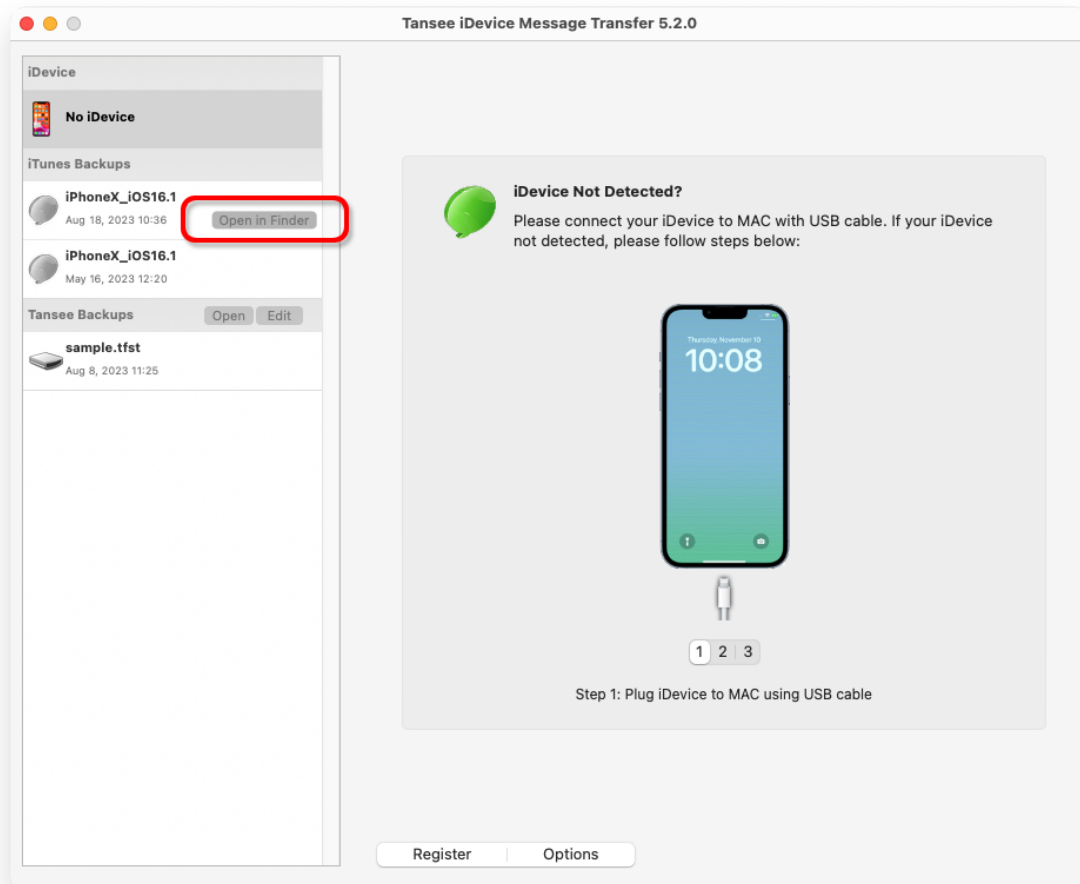 Tansee iDevice Message Transfer 5.2.0
iDevice
No iDevice
iTunes Backups
iPhoneX_iOS16.1
Aug 18, 2023 10:36
Open in Finder
iPhoneX_iOS16.1
May 16, 2023 12:20
Tansee Backups
Open
Edit
sample.tfst
Aug 8, 2023 11:25
iDevice Not Detected?
Please connect your iDevice to MAC with USB cable. If your iDevice
not detected, please follow steps below:
Thursday, November 10
10:08
1 2 3
Step 1: Plug iDevice to MAC using USB cable
Register
Options